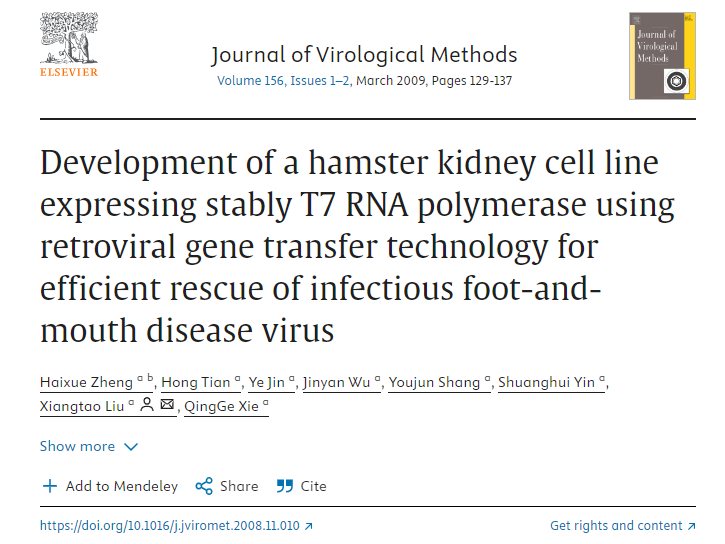 ELSEVIER
Journal of Virological Methods
Volume 156, Issues 1–2, March 2009, Pages 129-137
Journal of
Virological
Methods
Development of a hamster kidney cell line
expressing stably T7 RNA polymerase using
retroviral gene transfer technology for
efficient rescue of infectious foot-and-
mouth disease virus
Haixue Zheng a b, Hong Tian a, Ye Jin a, Jinyan Wu a, Youjun Shang a, Shuanghui Yin a,
Xiangtao Liu a, QingGe Xie a
Show more
Add to Mendeley Share Cite
https://doi.org/10.1016/j.jviromet.2008.11.010 Get rights and content